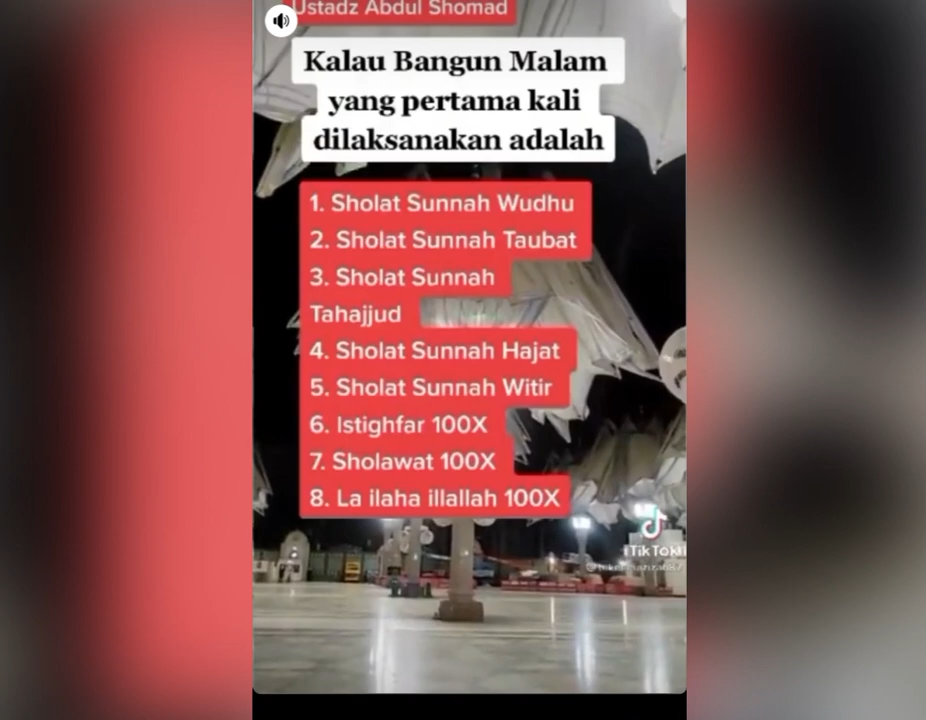 Ustadz Abdul Shomad
Kalau Bangun Malam
yang pertama kali
dilaksanakan adalah
1. Sholat Sunnah Wudhu
2. Sholat Sunnah Taubat
3. Sholat Sunnah
Tahajjud
4. Sholat Sunnah Hajat
5. Sholat Sunnah Witir
6. Istighfar 100X
7. Sholawat 100X
8. La ilaha illallah 100X
TikTok